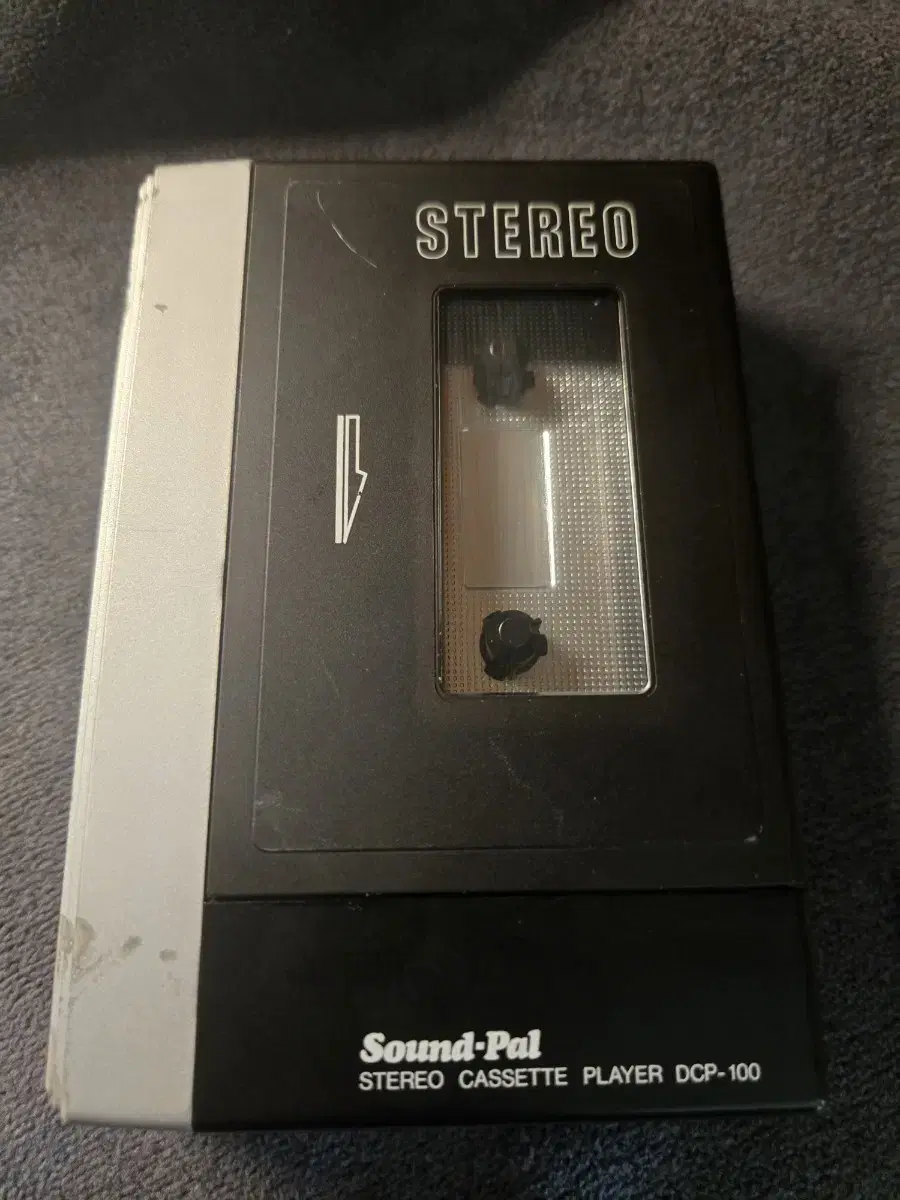 STEREO
Sound-Pal
STEREO CASSETTE PLAYER DCP-100